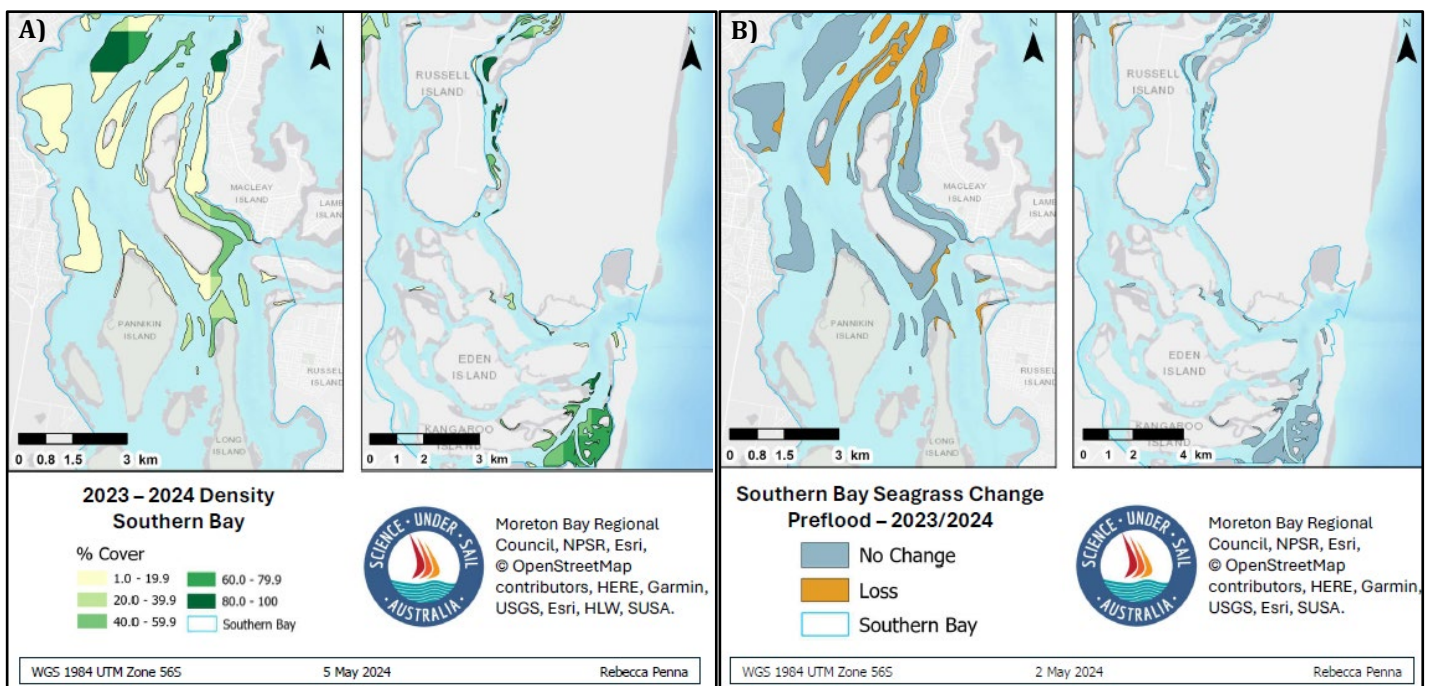 A)
N
MACLEAY
ISLAND
LAMB
ISLAN
PANNIKIN
ISLAND
RUSSE
ISLA
LONG
ISLAND
0 0.8 1.5 3 km
N
RUSSELL
ISLAND
EDEN
ISLAND
KANGAROO
ISLAND
0 1 2 3 km
2023 – 2024 Density
Southern Bay
% Cover
1.0 - 19.9
20.0 - 39.9
40.0 - 59.9
60.0 - 79.9
80.0 - 100
Southern Bay
SCIENCE · UNDER · SAIL
· AUSTRALIA ·
Moreton Bay Regional
Council, NPSR, Esri,
© OpenStreetMap
contributors, HERE, Garmin,
USGS, Esri, HLW, SUSA.
WGS 1984 UTM Zone 56S 5 May 2024 Rebecca Penna
B)
N
MACLEAY
ISLAND
LAMB
ISLAN
PANNIKIN
ISLAND
RUSSEL
ISLAN
LONG
ISLAND
0 0.8 1.5 3 km
N
RUSSELL
ISLAND
EDEN
ISLAND
KANGAROO
ISLAND
0 1 2 4 km
Southern Bay Seagrass Change
Preflood – 2023/2024
No Change
Loss
Southern Bay
SCIENCE · UNDER · SAIL
· AUSTRALIA ·
Moreton Bay Regional
Council, NPSR, Esri,
© OpenStreetMap
contributors, HERE, Garmin,
USGS, Esri, SUSA.
WGS 1984 UTM Zone 56S 2 May 2024 Rebecca Penna